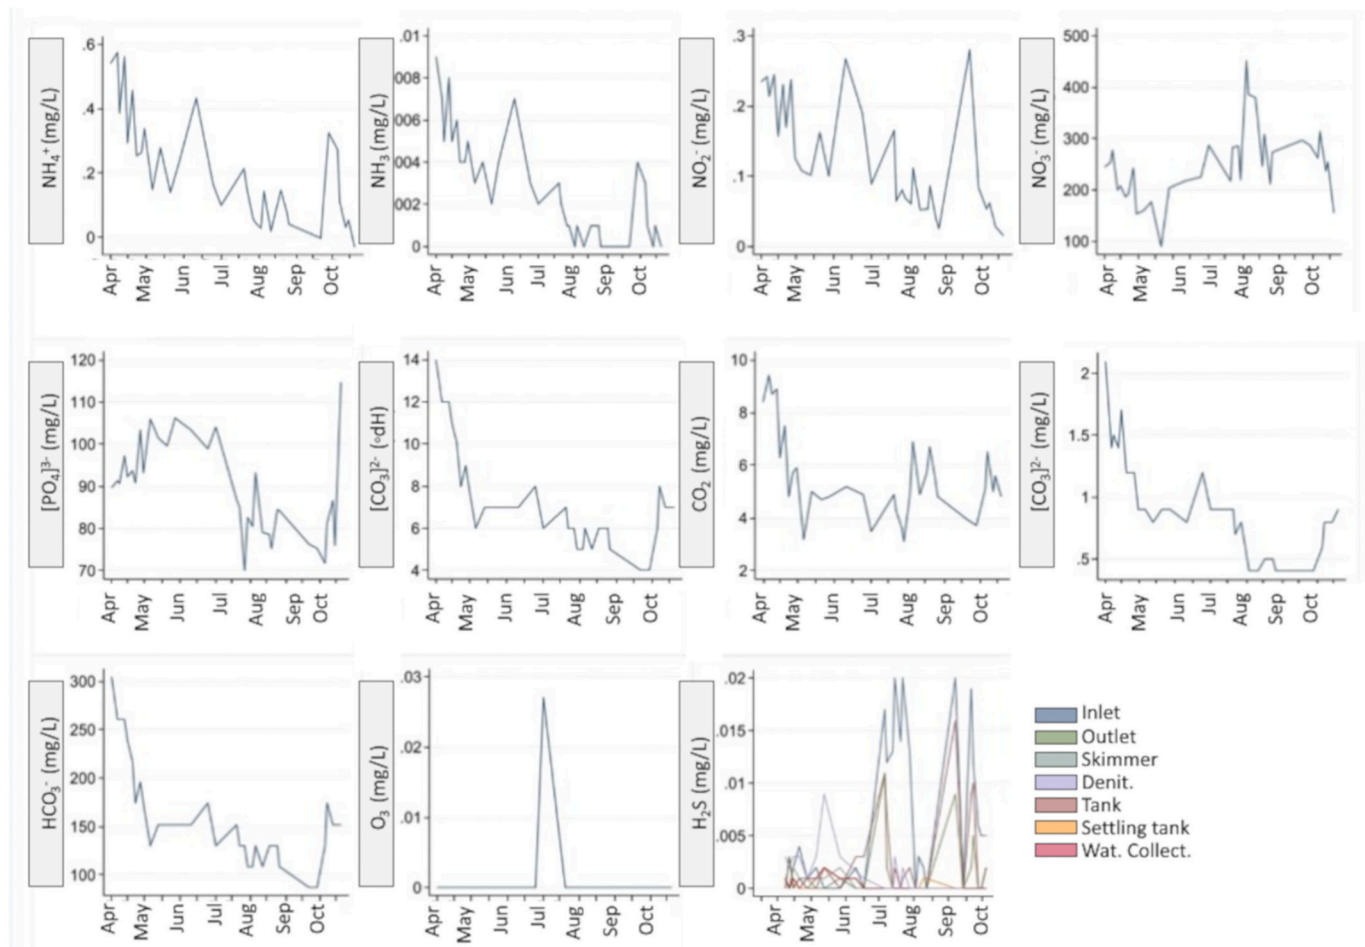 NH₄⁺ (mg/L)
.6
.4
.2
0
Apr May Jun Jul Aug Sep Oct
NH₃ (mg/L)
.01
008
006
004
002
0
Apr May Jun Jul Aug Sep Oct
NO₂⁻ (mg/L)
.3
.2
.1
0
Apr May Jun Jul Aug Sep Oct
NO₃⁻ (mg/L)
500
400
300
200
100
Apr May Jun Jul Aug Sep Oct
[PO₄]³⁻ (mg/L)
120
110
100
90
80
70
Apr May Jun Jul Aug Sep Oct
[CO₃]²⁻ (∘dH)
14
12
10
8
6
4
Apr May Jun Jul Aug Sep Oct
CO₂ (mg/L)
10
8
6
4
2
Apr May Jun Jul Aug Sep Oct
[CO₃]²⁻ (mg/L)
2
1.5
1
.5
Apr May Jun Jul Aug Sep Oct
HCO₃⁻ (mg/L)
300
250
200
150
100
Apr May Jun Jul Aug Sep Oct
O₃ (mg/L)
.03
.02
.01
0
Apr May Jun Jul Aug Sep Oct
H₂S (mg/L)
.02
.015
.01
.005
0
Apr May Jun Jul Aug Sep Oct
Inlet
Outlet
Skimmer
Denit.
Tank
Settling tank
Wat. Collect.